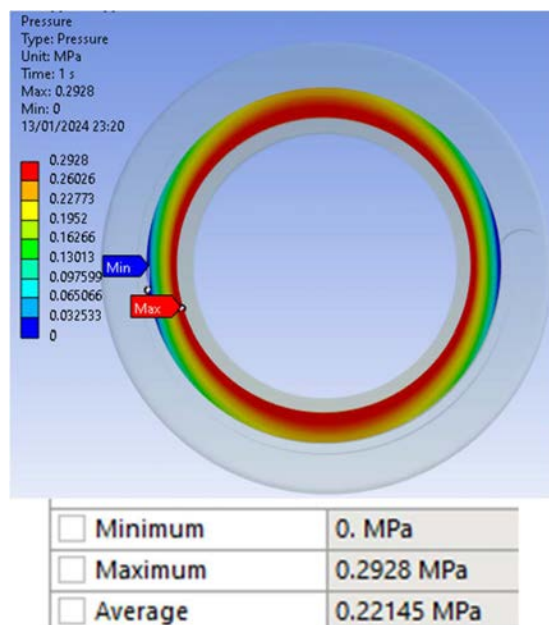 Pressure
Type: Pressure
Unit: MPa
Time: 1 s
Max: 0.2928
Min: 0
13/01/2024 23:20
0.2928
0.26026
0.22773
0.1952
0.16266
0.13013
0.097599
0.065066
0.032533
0
Min
Max
Minimum 0. MPa
Maximum 0.2928 MPa
Average 0.22145 MPa